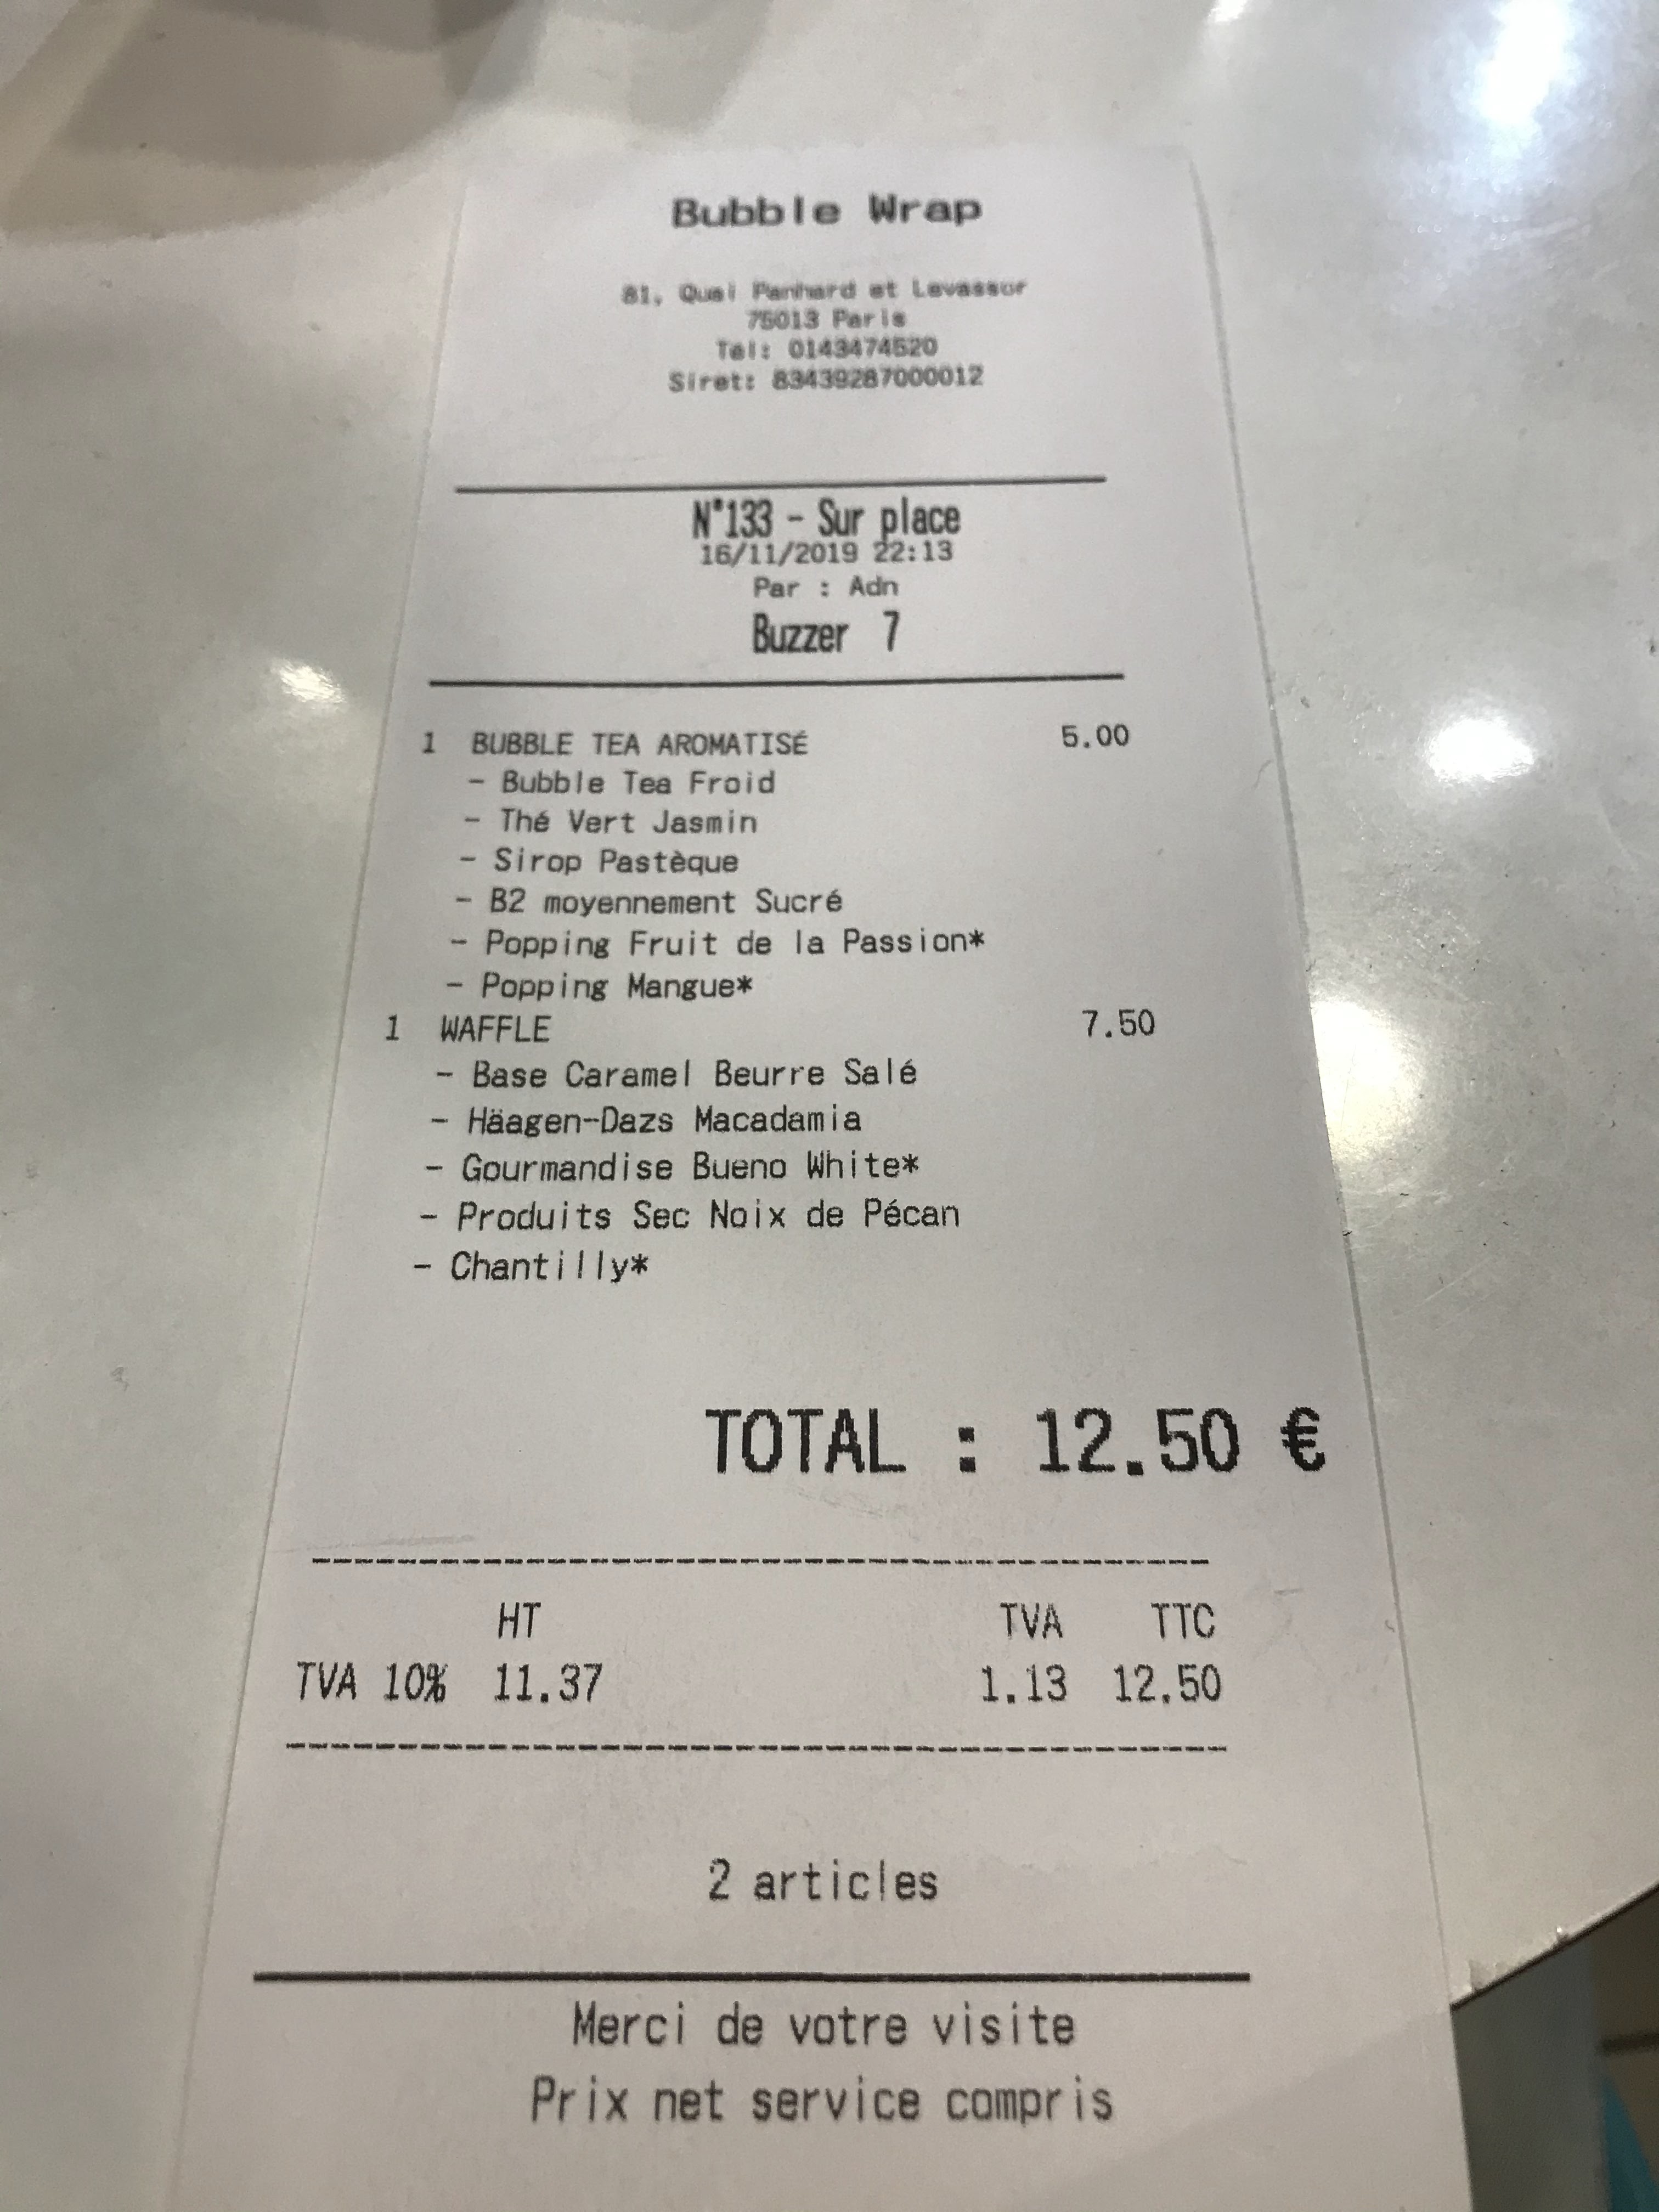 Bubble Wrap
81, Quai Panhard et Levassor
75013 Paris
Tel: 0143474520
Siret: 83439287000012
N°133 - Sur place
16/11/2019 22:13
Par : Adn
Buzzer 7
1 BUBBLE TEA AROMATISÉ 5.00
- Bubble Tea Froid
- Thé Vert Jasmin
- Sirop Pastèque
- B2 moyennement Sucré
- Popping Fruit de la Passion*
- Popping Mangue*
1 WAFFLE 7.50
- Base Caramel Beurre Salé
- Häagen-Dazs Macadamia
- Gourmandise Bueno White*
- Produits Sec Noix de Pécan
- Chantilly*
TOTAL : 12.50 €
HT TVA TTC
TVA 10% 11.37 1.13 12.50
2 articles
Merci de votre visite
Prix net service compris